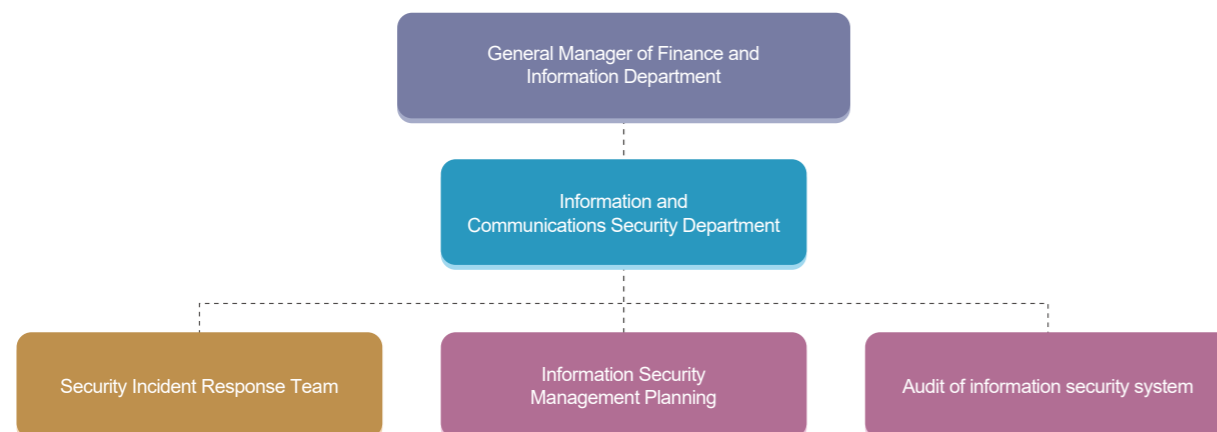 General Manager of Finance and
Information Department
Information and
Communications Security Department
Security Incident Response Team
Information Security
Management Planning
Audit of information security system